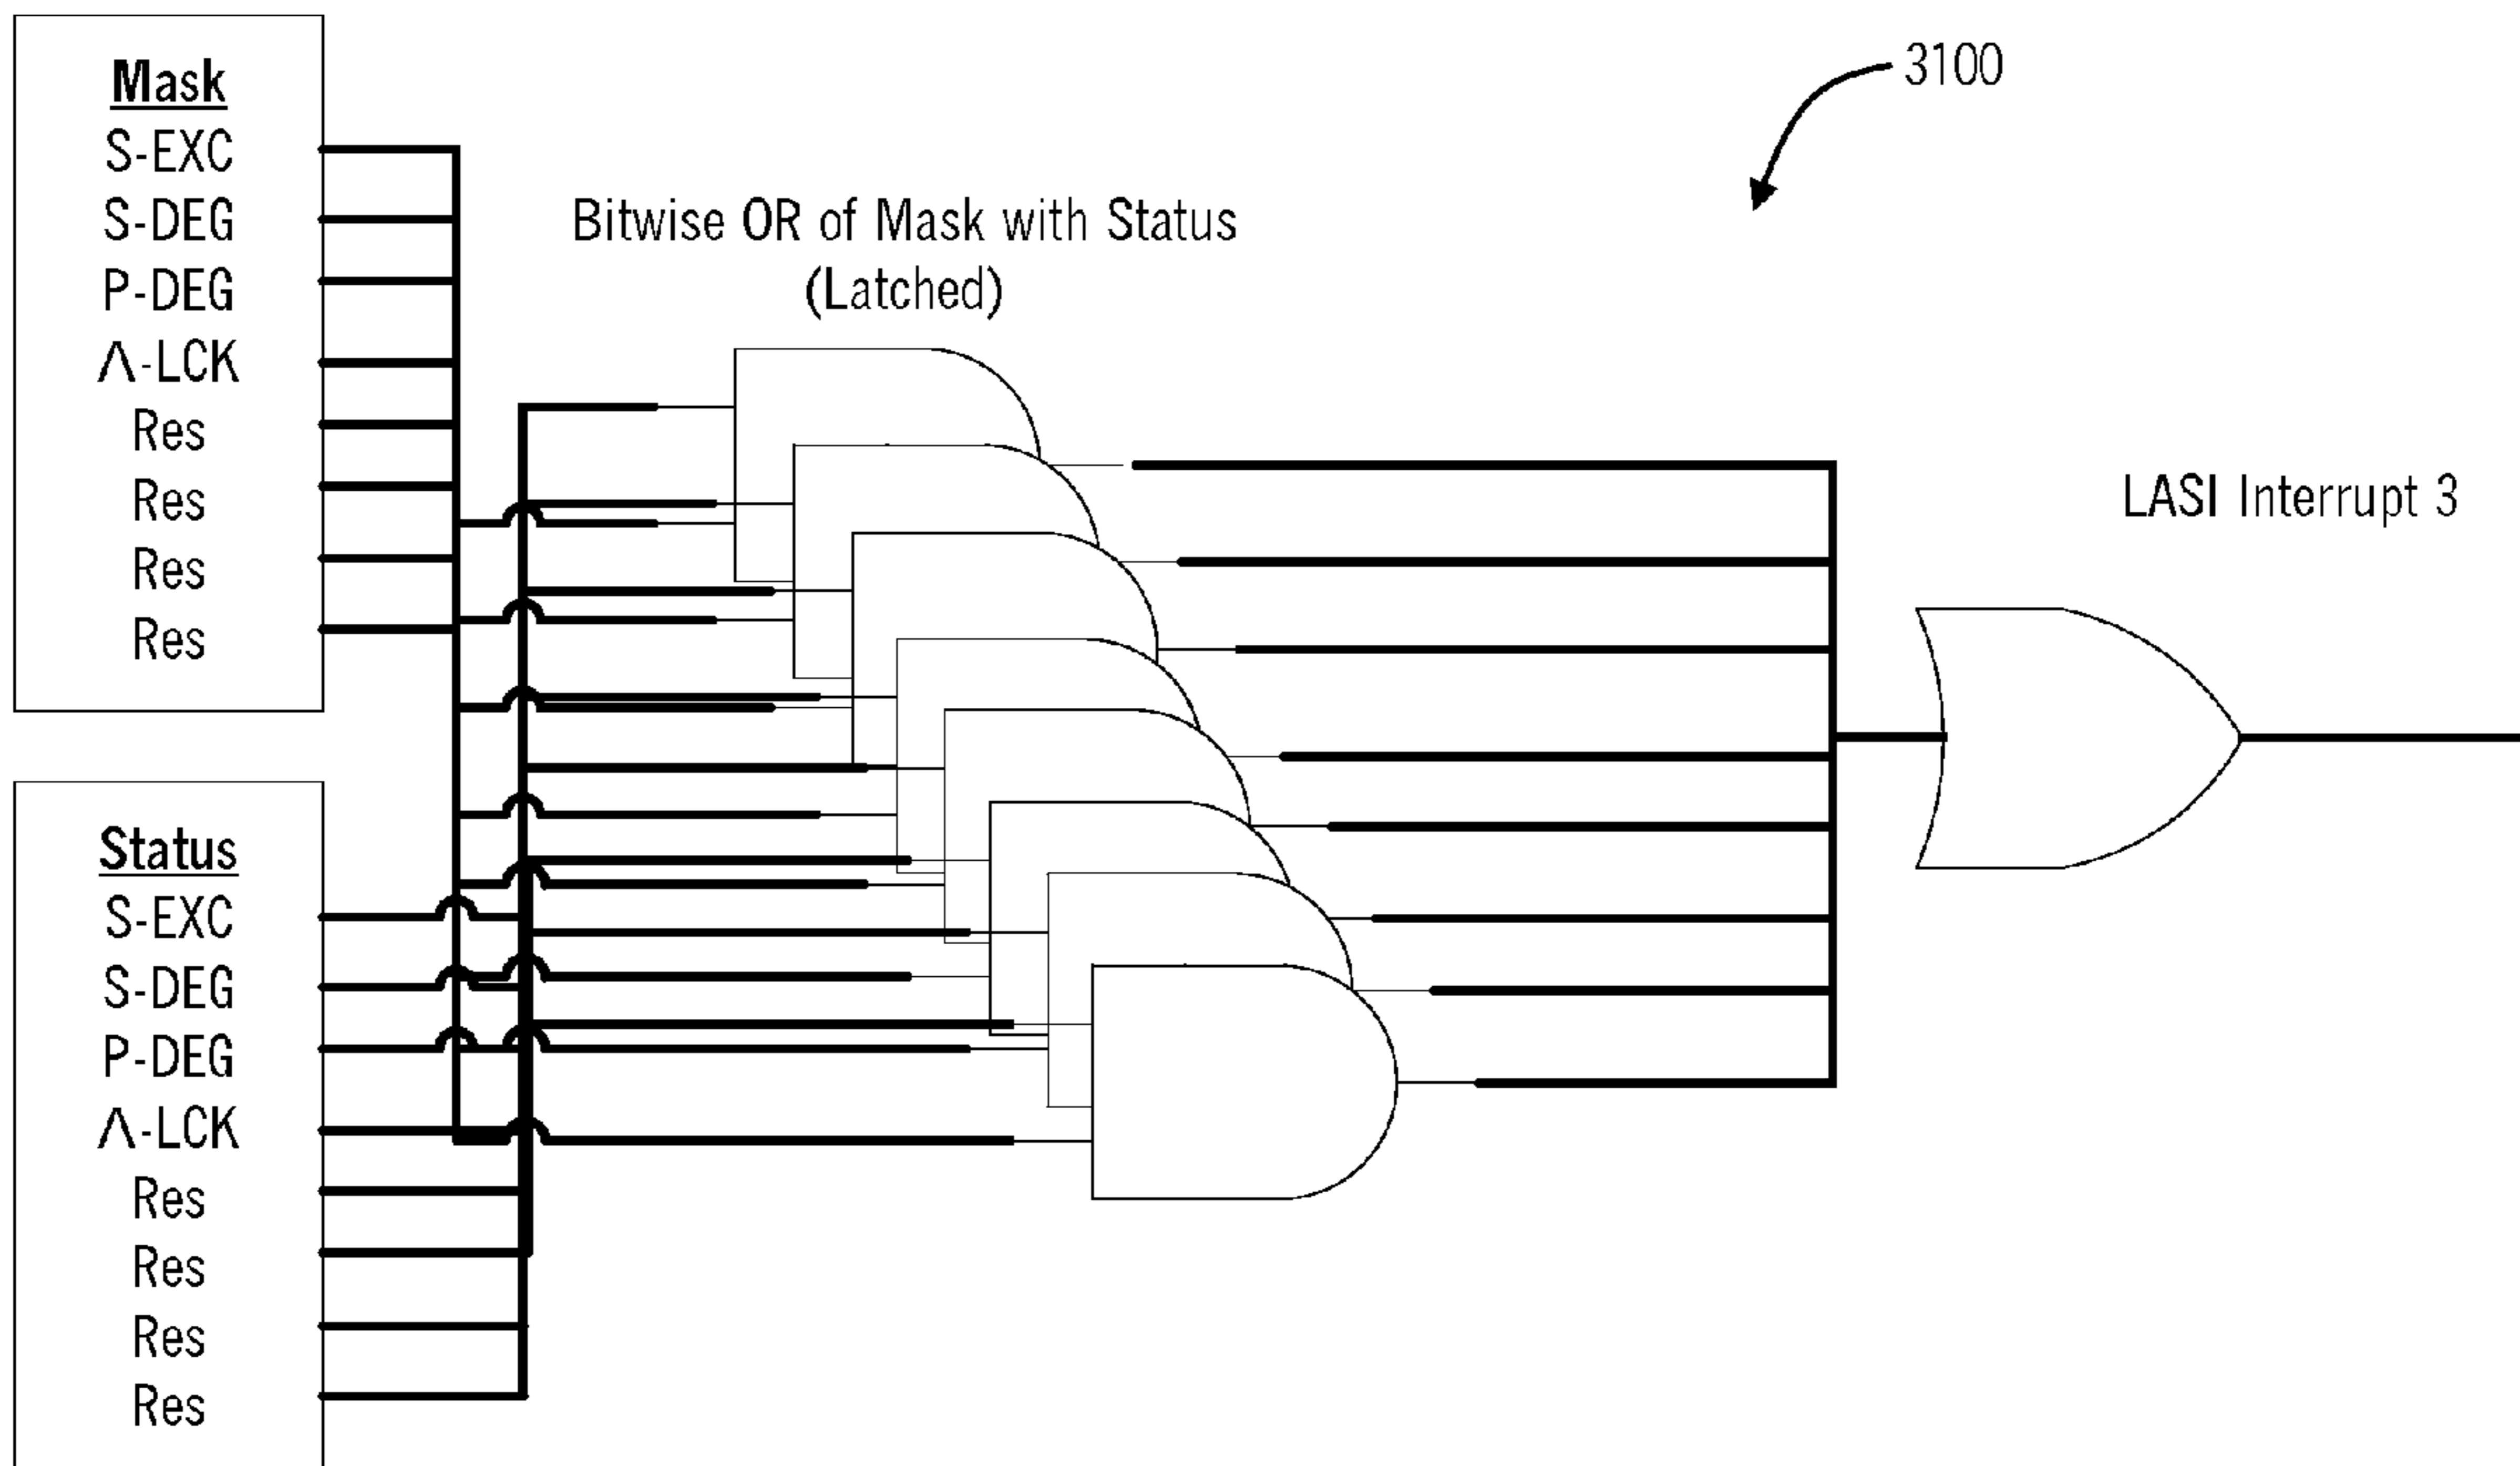 Mask
S-EXC
S-DEG
P-DEG
Λ-LCK
Res
Res
Res
Res
3100
Bitwise OR of Mask with Status
(Latched)
LASI Interrupt 3
Status
S-EXC
S-DEG
P-DEG
Λ-LCK
Res
Res
Res
Res